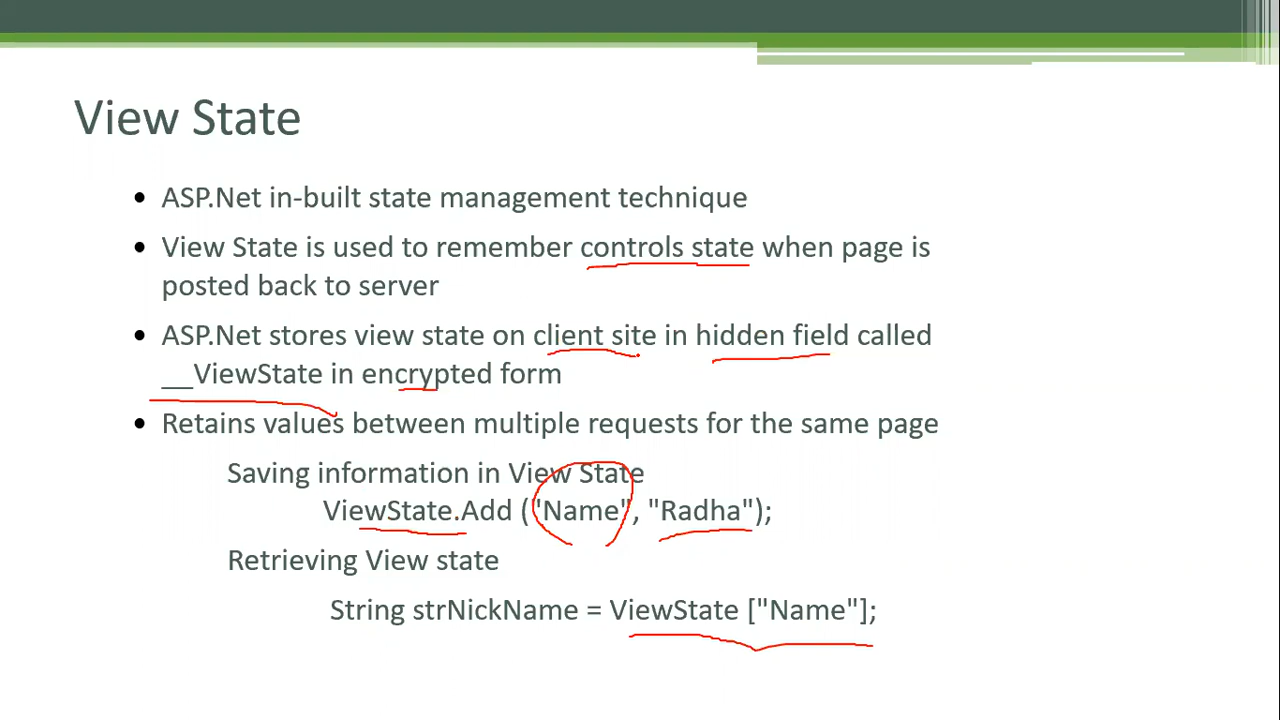 View State
• ASP.Net in-built state management technique
• View State is used to remember controls state when page is
posted back to server
• ASP.Net stores view state on client site in hidden field called
__ViewState in encrypted form
• Retains values between multiple requests for the same page
Saving information in View State
ViewState.Add ("Name", "Radha");
Retrieving View state
String strNickName = ViewState ["Name"];